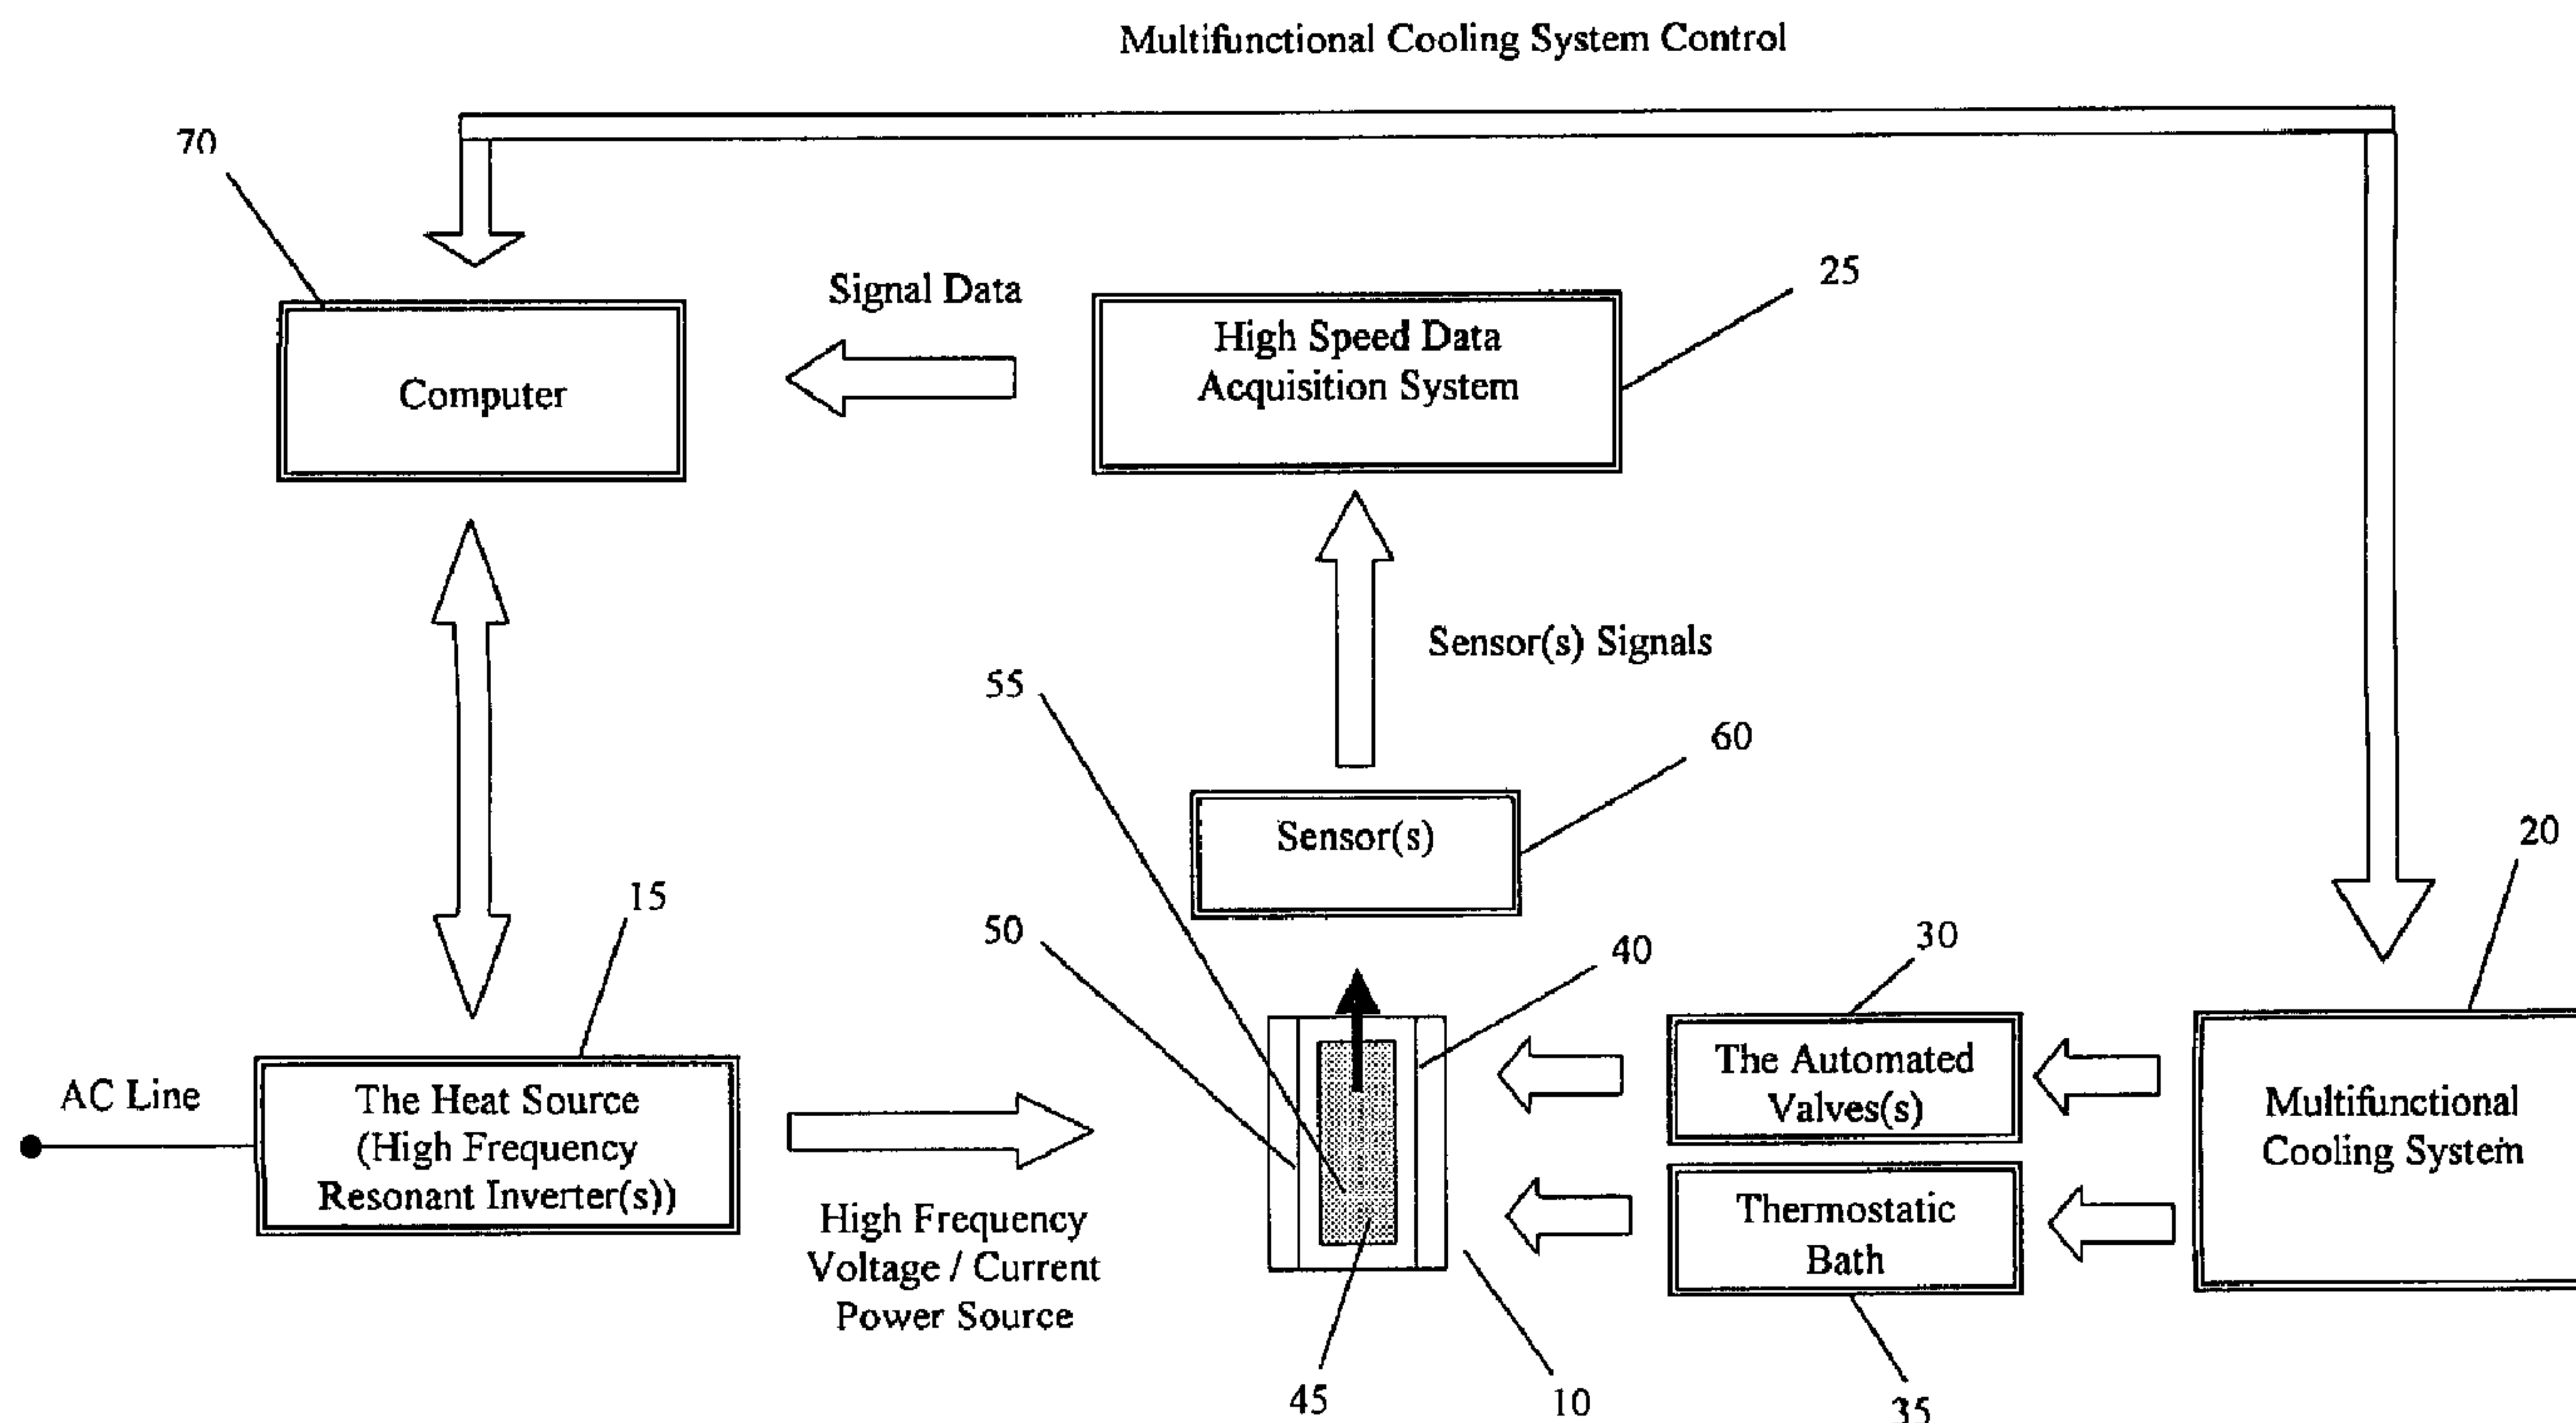 Multifunctional Cooling System Control
70
25
Signal Data
High Speed Data
Acquisition System
Computer
Sensor(s) Signals
55
60
Sensor(s)
20
15
50
30
40
AC Line
The Heat Source
(High Frequency
Resonant Inverter(s))
The Automated
Valves(s)
Multifunctional
Cooling System
High Frequency
Voltage / Current
Power Source
Thermostatic
Bath
45
10
35